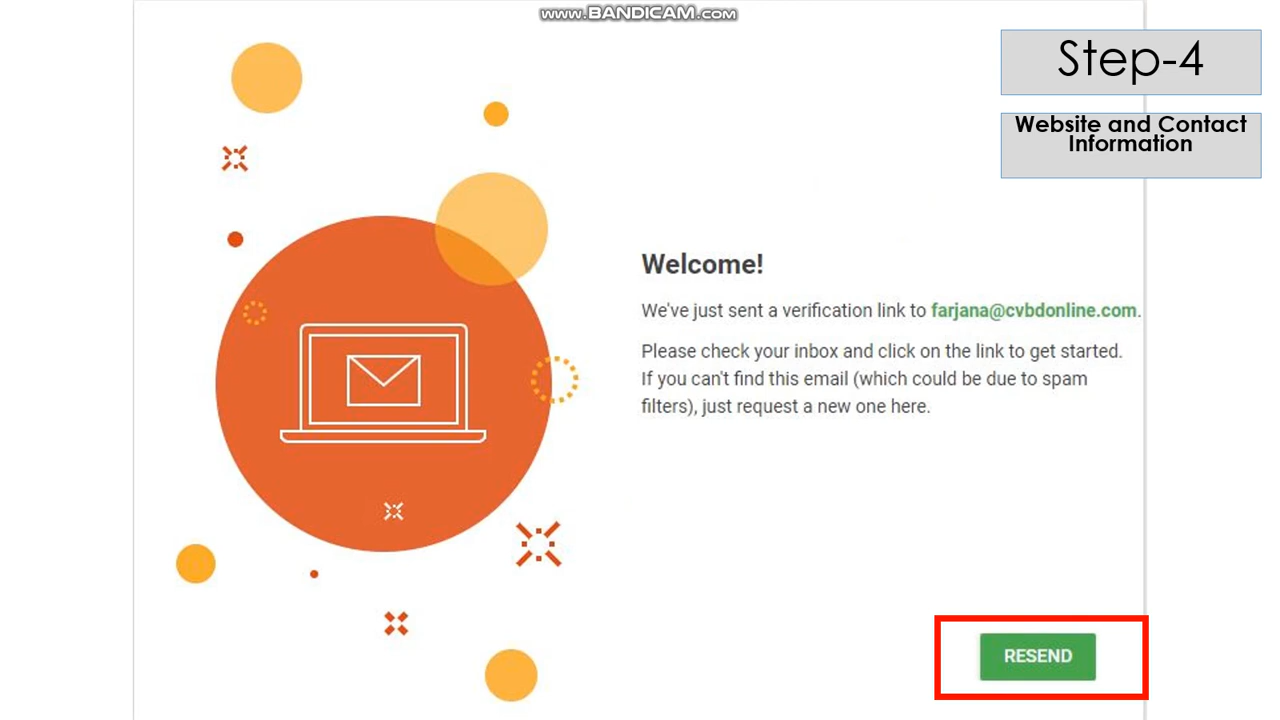 www.BANDICAM.com
Step-4
Website and Contact
Information
Welcome!
We've just sent a verification link to farjana@cvbdonline.com.
Please check your inbox and click on the link to get started.
If you can't find this email (which could be due to spam
filters), just request a new one here.
RESEND